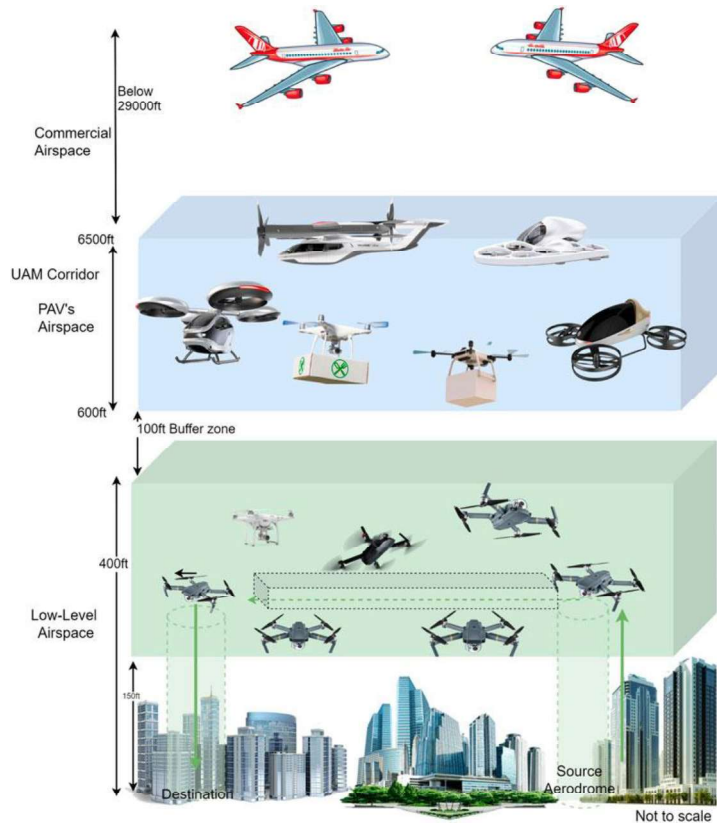 Below
29000ft
Commercial
Airspace
6500ft
UAM Corridor
PAV's
Airspace
600ft
100ft Buffer zone
400ft
Low-Level
Airspace
150ft
Destination
Source
Aerodrome
Not to scale